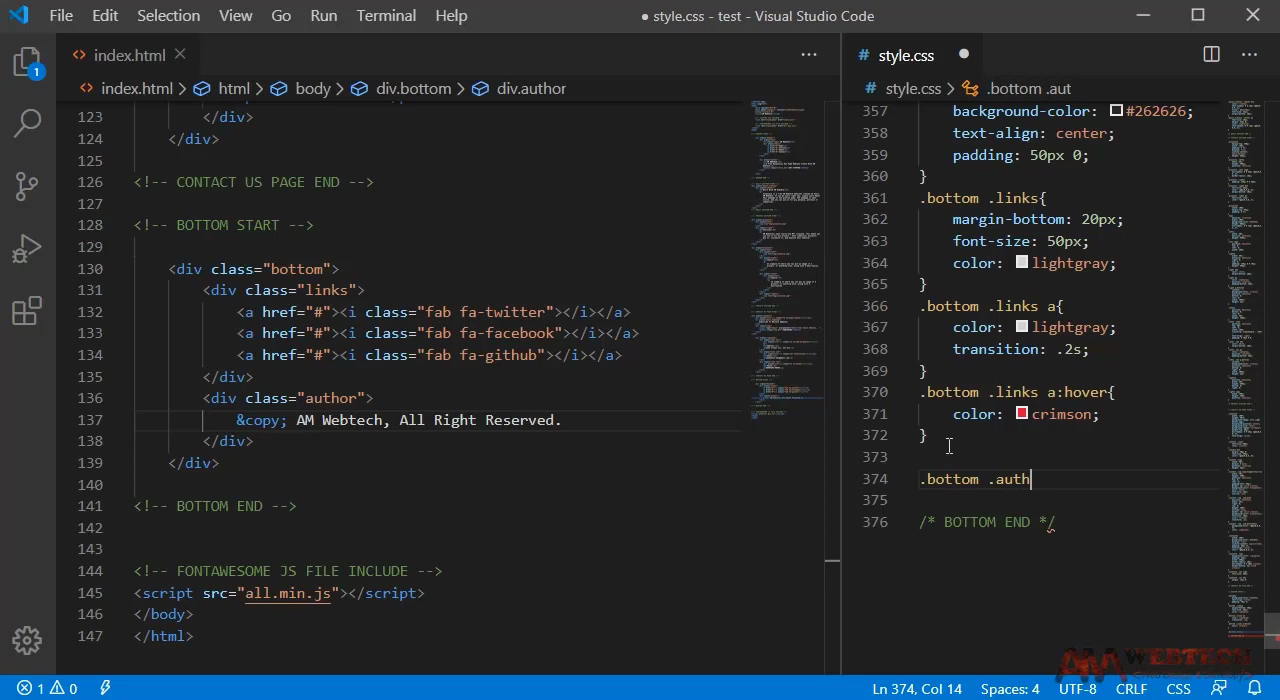 File Edit Selection View Go Run Terminal Help
● style.css - test - Visual Studio Code
index.html
index.html > html > body > div.bottom > div.author
123 </div>
124 </div>
125
126 <!-- CONTACT US PAGE END -->
127
128 <!-- BOTTOM START -->
129
130 <div class="bottom">
131 <div class="links">
132 <a href="#"><i class="fab fa-twitter"></i></a>
133 <a href="#"><i class="fab fa-facebook"></i></a>
134 <a href="#"><i class="fab fa-github"></i></a>
135 </div>
136 <div class="author">
137 &copy; AM Webtech, All Right Reserved.
138 </div>
139 </div>
140
141 <!-- BOTTOM END -->
142
143
144 <!-- FONTAWESOME JS FILE INCLUDE -->
145 <script src="all.min.js"></script>
146 </body>
147 </html>
# style.css ●
# style.css > .bottom .aut
357 background-color: #262626;
358 text-align: center;
359 padding: 50px 0;
360 }
361 .bottom .links{
362 margin-bottom: 20px;
363 font-size: 50px;
364 color: lightgray;
365 }
366 .bottom .links a{
367 color: lightgray;
368 transition: .2s;
369 }
370 .bottom .links a:hover{
371 color: crimson;
372 }
373
374 .bottom .auth
375
376 /* BOTTOM END */
1
AM WEBTECH
1 0
Ln 374, Col 14 Spaces: 4 UTF-8 CRLF CSS